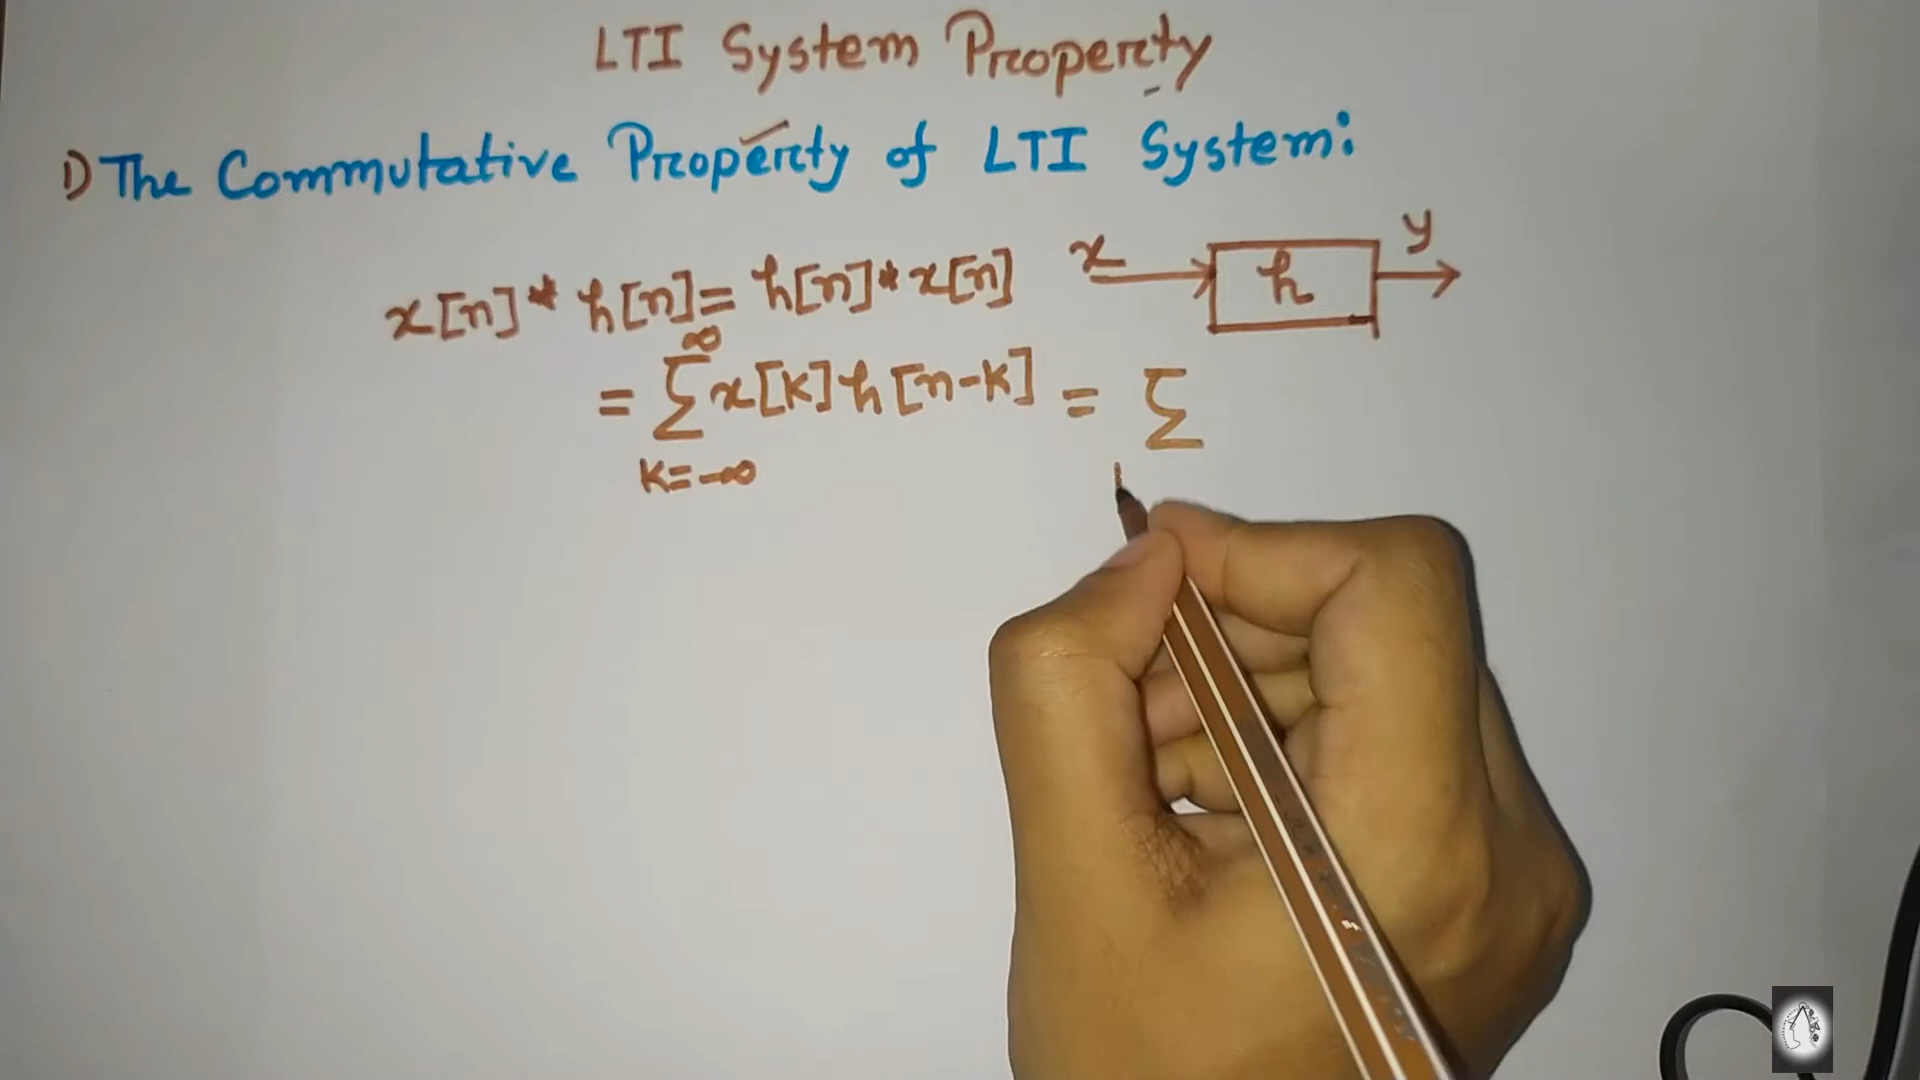 LTI System Property
1) The Commutative Property of LTI System:
x[n] * h[n] = h[n] * x[n]
x h y
= ∞ Σ k=-∞ x[k] h[n-k] = Σ